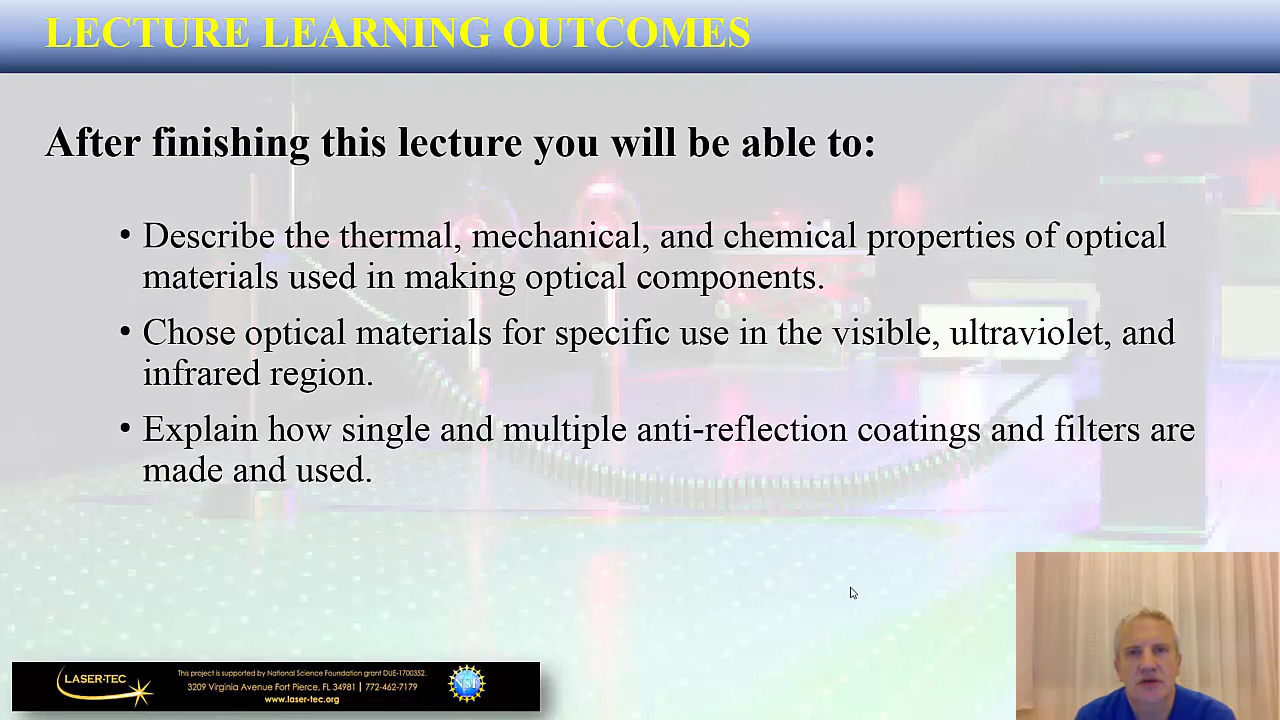 LECTURE LEARNING OUTCOMES
After finishing this lecture you will be able to:
• Describe the thermal, mechanical, and chemical properties of optical
materials used in making optical components.
• Chose optical materials for specific use in the visible, ultraviolet, and
infrared region.
• Explain how single and multiple anti-reflection coatings and filters are
made and used.
LASER-TEC
This project is supported by National Science Foundation grant DUE-1700352.
3209 Virginia Avenue Fort Pierce, FL 34981 | 772-462-7179
www.laser-tec.org
NSF